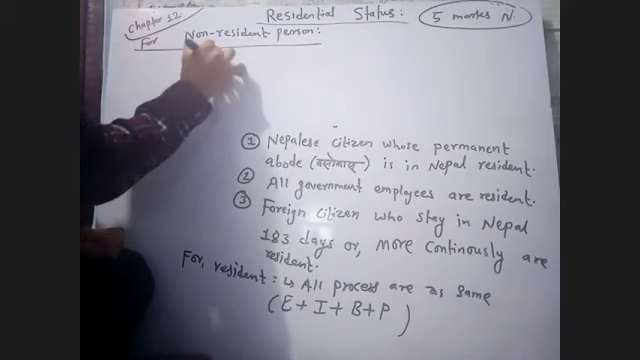 Chapter 12
Residential Status:
5 marks N
For Non-resident person:
① Nepalese citizen whose permanent
abode (बसोबास) is in Nepal resident.
② All government employees are resident.
③ Foreign citizen who stay in Nepal
183 days or, more continously are
resident.
For, resident: ↳ All process are as same
(E+I+B+P)